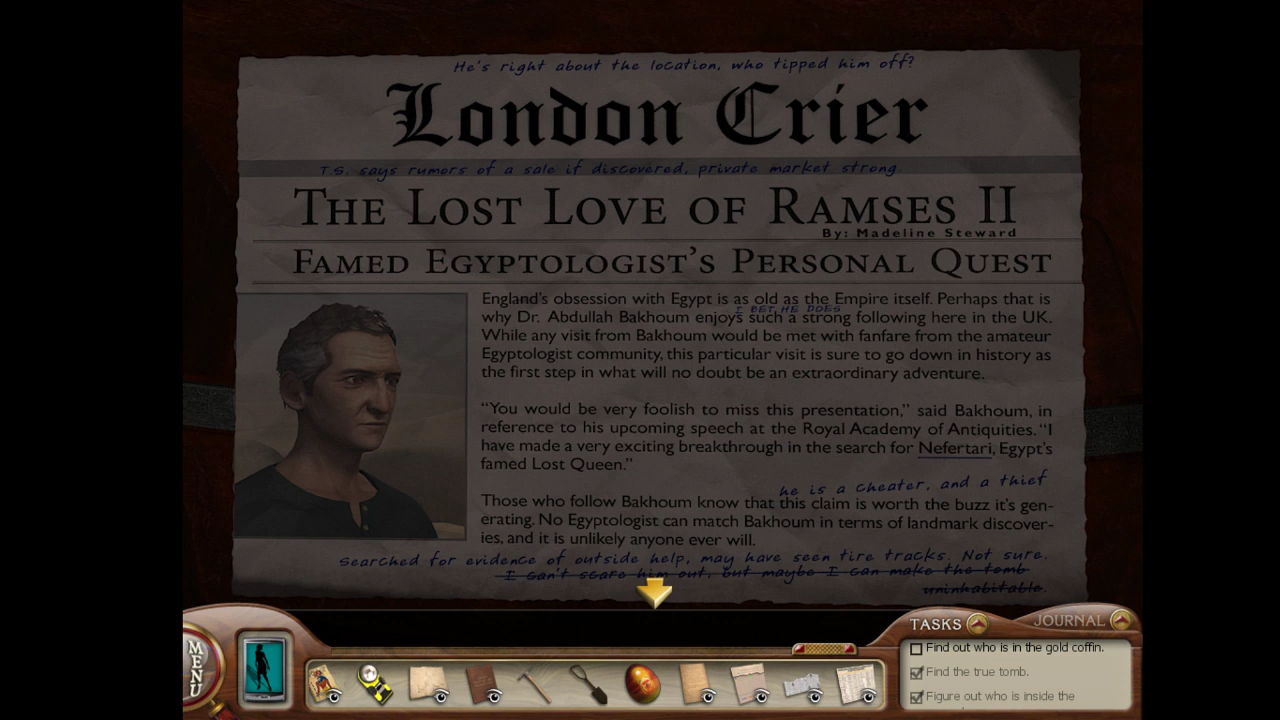 He's right about the location, who tipped him off?
London Crier
T.S. says rumors of a sale if discovered, private market strong.
The Lost Love of Ramses II
By: Madeline Steward
Famed Egyptologist's Personal Quest
England's obsession with Egypt is as old as the Empire itself. Perhaps that is
I BET HE DOES
why Dr. Abdullah Bakhoum enjoys such a strong following here in the UK.
While any visit from Bakhoum would be met with fanfare from the amateur
Egyptologist community, this particular visit is sure to go down in history as
the first step in what will no doubt be an extraordinary adventure.
“You would be very foolish to miss this presentation,” said Bakhoum, in
reference to his upcoming speech at the Royal Academy of Antiquities. “I
have made a very exciting breakthrough in the search for Nefertari, Egypt's
famed Lost Queen.”
he is a cheater, and a thief
Those who follow Bakhoum know that this claim is worth the buzz it's gen-
erating. No Egyptologist can match Bakhoum in terms of landmark discover-
ies, and it is unlikely anyone ever will.
Searched for evidence of outside help, may have seen tire tracks. Not sure.
I can't scare him out, but maybe I can make the tomb
uninhabitable.
MENU
TASKS
JOURNAL
Find out who is in the gold coffin.
Find the true tomb.
Figure out who is inside the